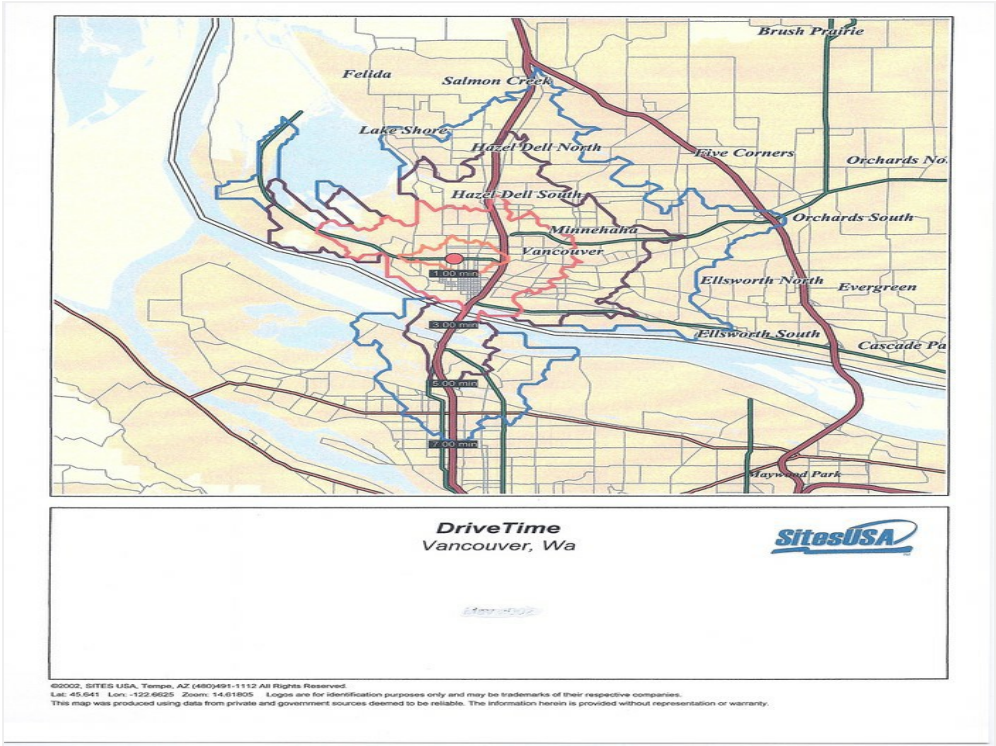 Brush Prairie
Felida
Salmon Creek
Lake Shore
Hazel Dell North
Five Corners
Orchards No.
Hazel Dell South
Orchards South
Minnehaha
Vancouver
1.00 min
Ellsworth North
Evergreen
3.00 min
Ellsworth South
Cascade Pa
5.00 min
7.00 min
Maywood Park
DriveTime
Vancouver, Wa
SitesUSA
©2002, SITES USA, Tempe, AZ (480)491-1112 All Rights Reserved.
Lat: 45.641 Lon: -122.6625 Zoom: 14.61805 Logos are for identification purposes only and may be trademarks of their respective companies.
This map was produced using data from private and government sources deemed to be reliable. The information herein is provided without representation or warranty.